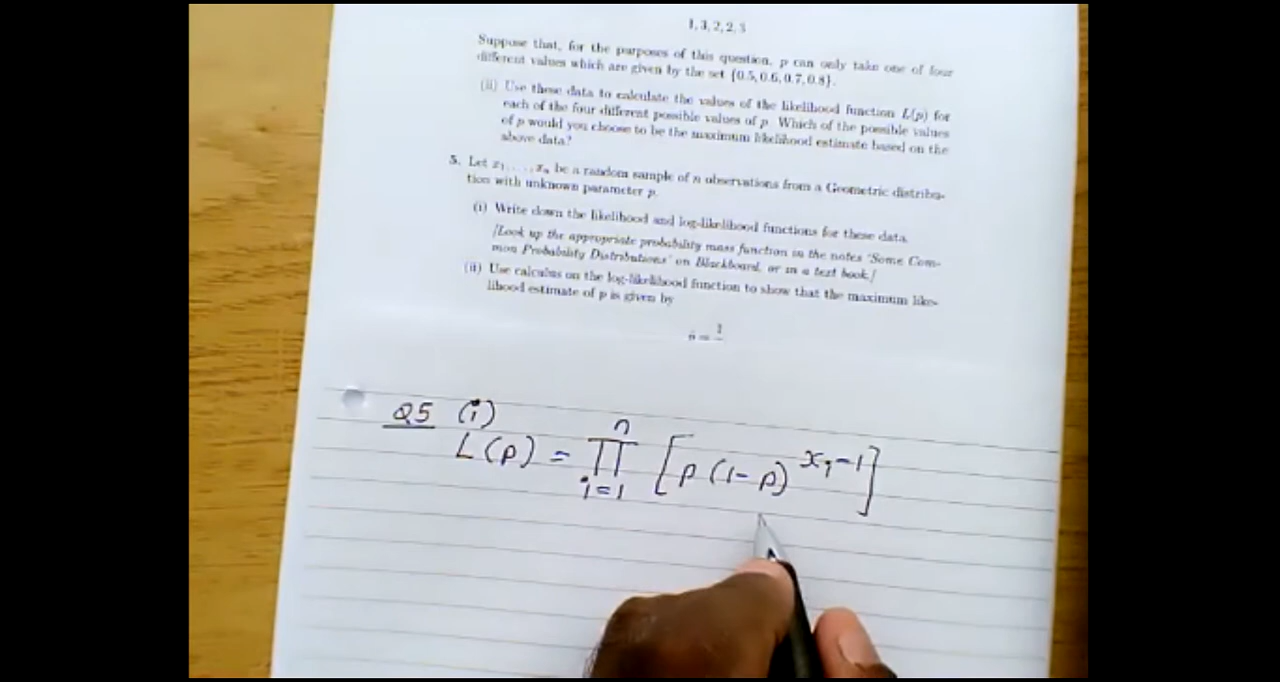 1, 3, 2, 2, 3
Suppose that, for the purposes of this question, p can only take one of four
different values which are given by the set {0.5, 0.6, 0.7, 0.8}.
(ii) Use these data to calculate the values of the likelihood function L(p) for
each of the four different possible values of p. Which of the possible values
of p would you choose to be the maximum likelihood estimate based on the
above data?
5. Let x₁, . . . , xₙ be a random sample of n observations from a Geometric distribu-
tion with unknown parameter p.
(i) Write down the likelihood and log-likelihood functions for these data.
[Look up the appropriate probability mass function in the notes 'Some Com-
mon Probability Distributions' on Blackboard, or in a text book.]
(ii) Use calculus on the log-likelihood function to show that the maximum like-
lihood estimate of p is given by
Q5 (i)
L(p) = ∏ᵢ₌₁ⁿ [p(1-p)^(xᵢ-1)]